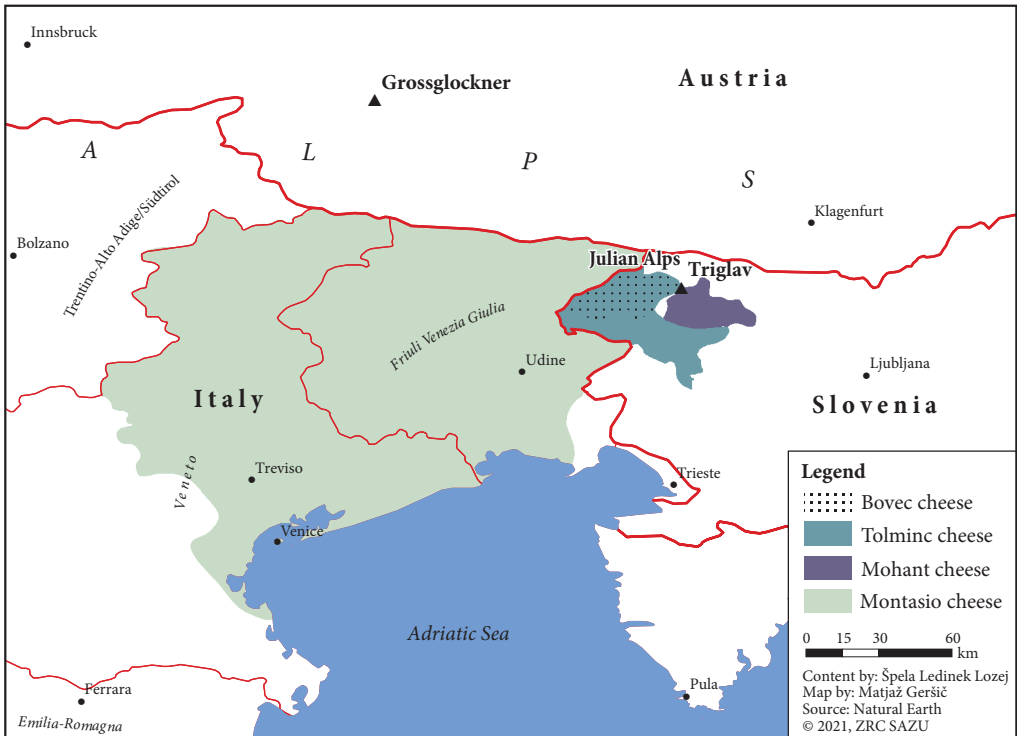 Innsbruck
Grossglockner
Austria
A L P S
Trentino-Alto Adige/Südtirol
Klagenfurt
Bolzano
Julian Alps
Triglav
Friuli Venezia Giulia
Udine
Ljubljana
Italy
Slovenia
Veneto
Treviso
Trieste
Venice
Adriatic Sea
Pula
Ferrara
Emilia-Romagna
Legend
Bovec cheese
Tolminc cheese
Mohant cheese
Montasio cheese
0 15 30 60
km
Content by: Špela Ledinek Lozej
Map by: Matjaž Geršič
Source: Natural Earth
© 2021, ZRC SAZU